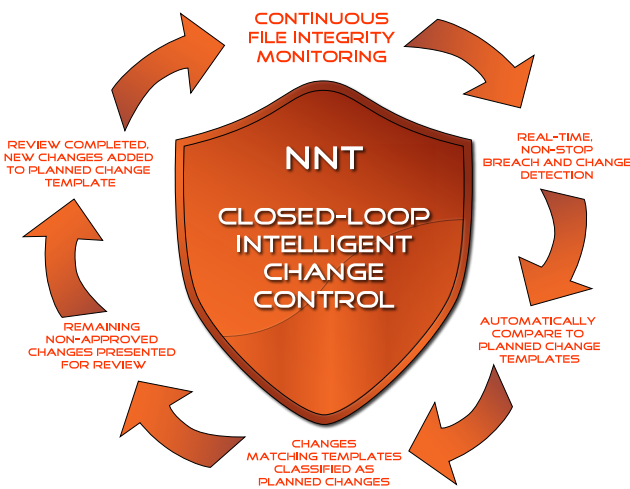 CONTINUOUS
FILE INTEGRITY
MONITORING
REAL-TIME,
NON-STOP
BREACH AND CHANGE
DETECTION
AUTOMATICALLY
COMPARE TO
PLANNED CHANGE
TEMPLATES
CHANGES
MATCHING TEMPLATES
CLASSIFIED AS
PLANNED CHANGES
REMAINING
NON-APPROVED
CHANGES PRESENTED
FOR REVIEW
REVIEW COMPLETED,
NEW CHANGES ADDED
TO PLANNED CHANGE
TEMPLATE
NNT
CLOSED-LOOP
INTELLIGENT
CHANGE
CONTROL